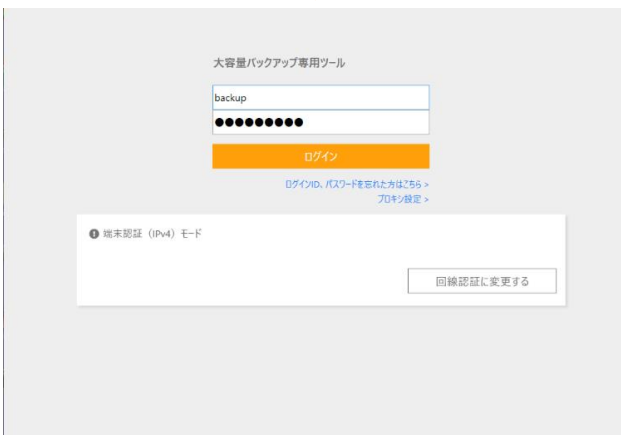 大容量バックアップ専用ツール
backup
●●●●●●●●●
ログイン
ログインID、パスワードを忘れた方はこちら >
プロキシ設定 >
端末認証（IPv4）モード
回線認証に変更する